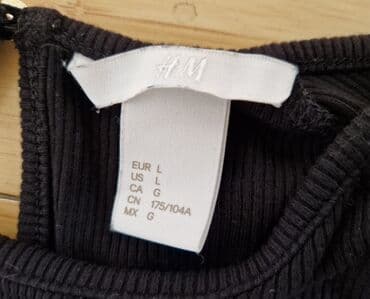 H&M
EUR L
US L
CA G
CN 175/104A
MX G